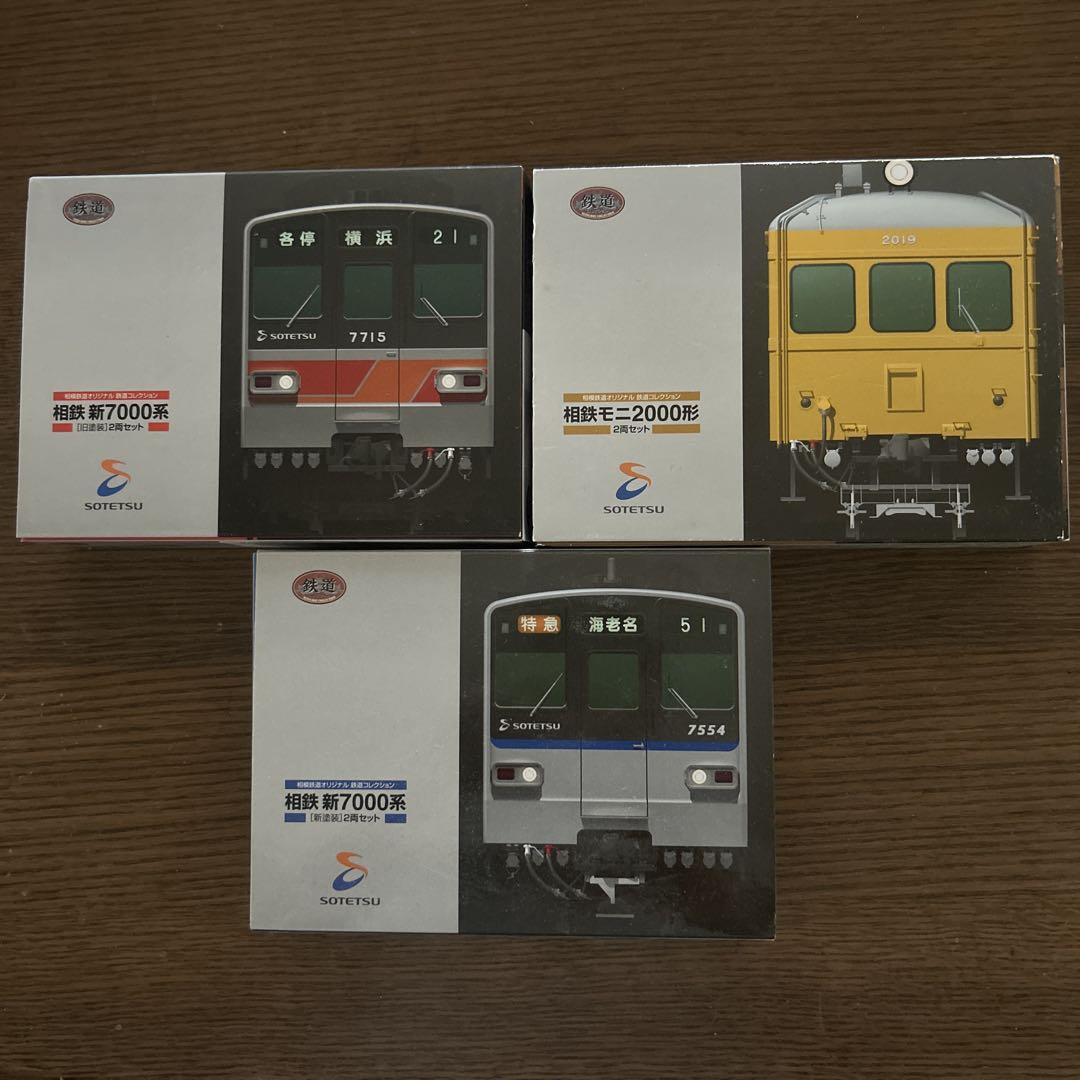 鉄道
各停 横浜 21
SOTETSU
7715
相模鉄道オリジナル 鉄道コレクション
相鉄 新7000系
[旧塗装]2両セット
SOTETSU
鉄道
2019
相模鉄道オリジナル 鉄道コレクション
相鉄モニ2000形
2両セット
SOTETSU
鉄道
特急 海老名 51
SOTETSU
7554
相模鉄道オリジナル 鉄道コレクション
相鉄 新7000系
[新塗装]2両セット
SOTETSU